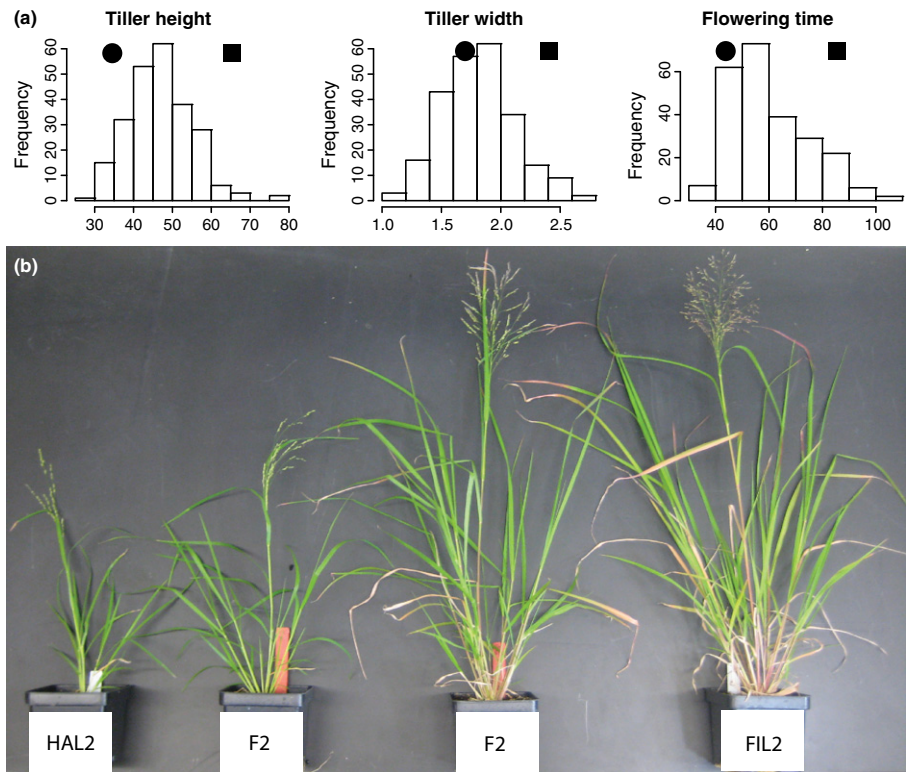 (a)
Tiller height
Tiller width
Flowering time
Frequency
0 10 20 30 40 50 60
30 40 50 60 70 80
Frequency
0 10 20 30 40 50 60
1.0 1.5 2.0 2.5
Frequency
0 20 40 60
40 60 80 100
(b)
HAL2
F2
F2
FIL2